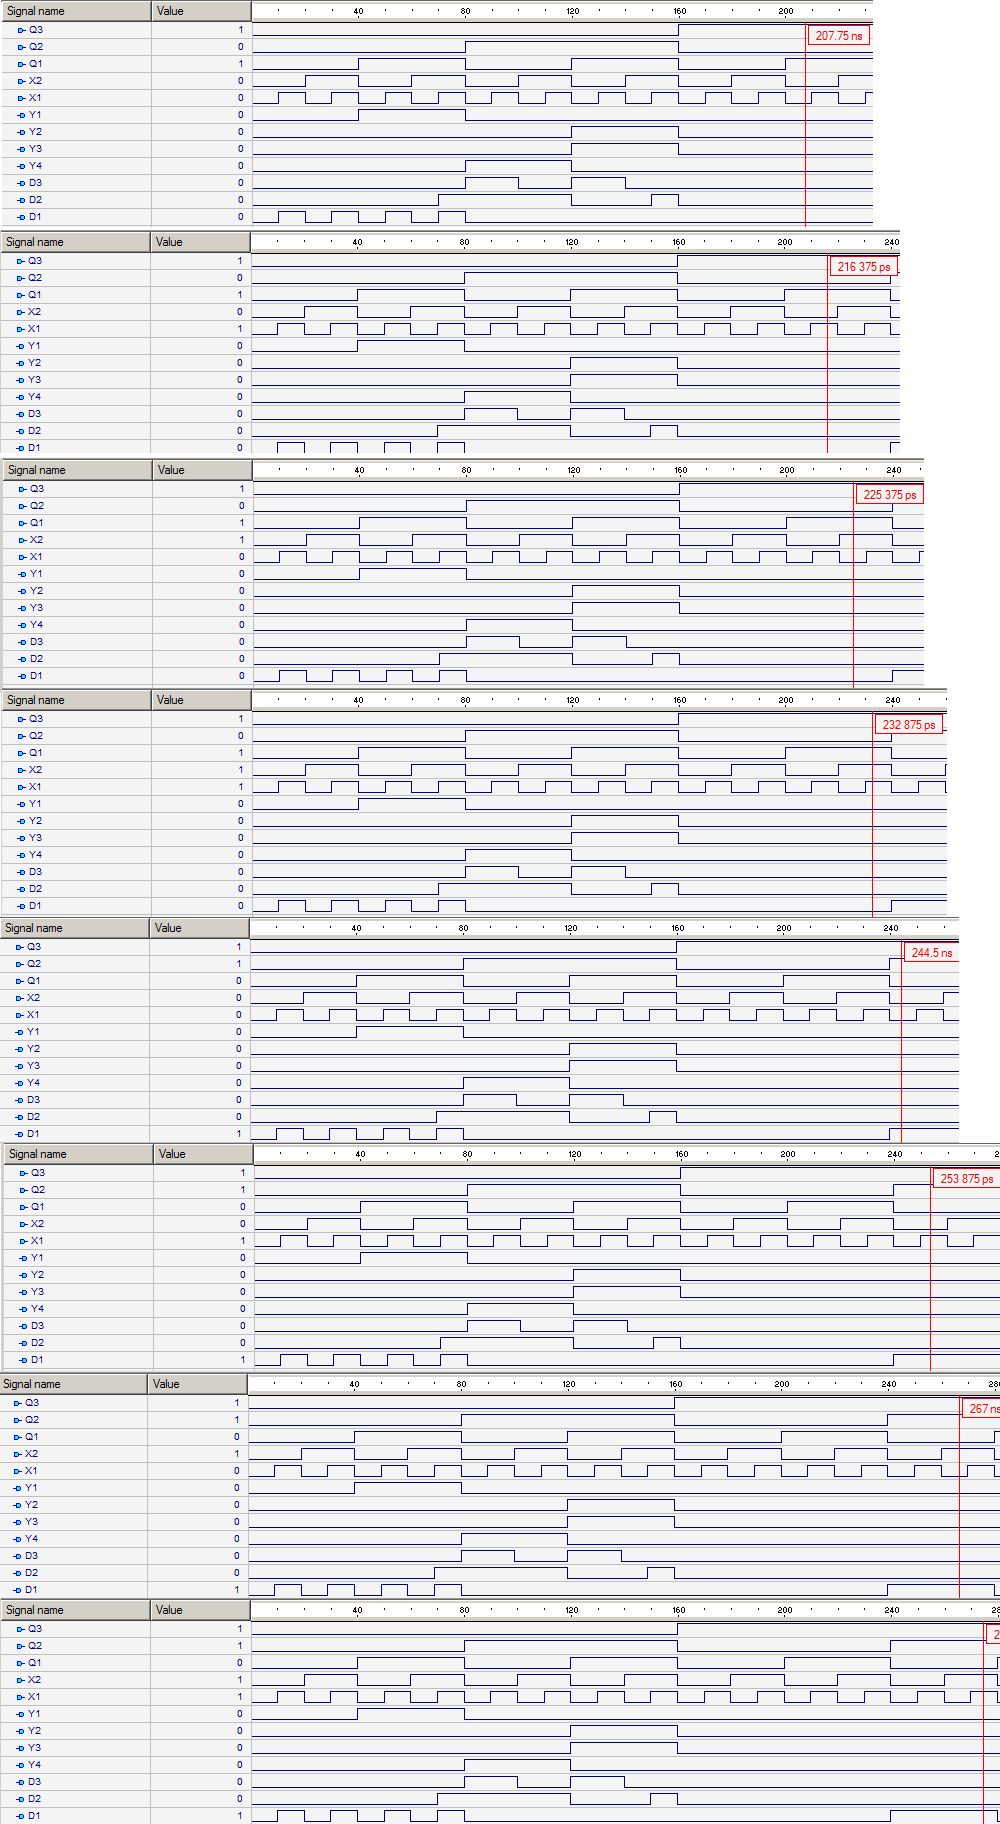 Signal name Value 40 80 120 160 200
Q3 1 207.75 ns
Q2 0
Q1 1
X2 0
X1 0
Y1 0
Y2 0
Y3 0
Y4 0
D3 0
D2 0
D1 0
Signal name Value 40 80 120 160 200 240
Q3 1 216 375 ps
Q2 0
Q1 1
X2 0
X1 1
Y1 0
Y2 0
Y3 0
Y4 0
D3 0
D2 0
D1 0
Signal name Value 40 80 120 160 200 240
Q3 1 225 375 ps
Q2 0
Q1 1
X2 1
X1 0
Y1 0
Y2 0
Y3 0
Y4 0
D3 0
D2 0
D1 0
Signal name Value 40 80 120 160 200 240
Q3 1 232 875 ps
Q2 0
Q1 1
X2 1
X1 1
Y1 0
Y2 0
Y3 0
Y4 0
D3 0
D2 0
D1 0
Signal name Value 40 80 120 160 200 240
Q3 1 244.5 ns
Q2 1
Q1 0
X2 0
X1 0
Y1 0
Y2 0
Y3 0
Y4 0
D3 0
D2 0
D1 1
Signal name Value 40 80 120 160 200 240
Q3 1 253 875 ps
Q2 1
Q1 0
X2 0
X1 1
Y1 0
Y2 0
Y3 0
Y4 0
D3 0
D2 0
D1 1
Signal name Value 40 80 120 160 200 240
Q3 1 267 ns
Q2 1
Q1 0
X2 1
X1 0
Y1 0
Y2 0
Y3 0
Y4 0
D3 0
D2 0
D1 1
Signal name Value 40 80 120 160 200 240
Q3 1
Q2 1
Q1 0
X2 1
X1 1
Y1 0
Y2 0
Y3 0
Y4 0
D3 0
D2 0
D1 1